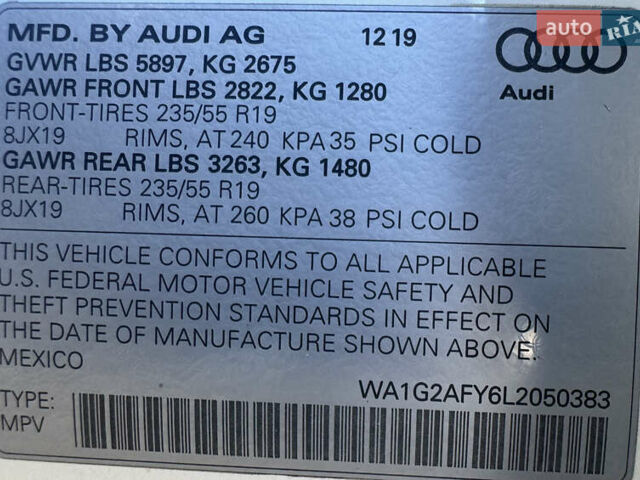 auto RIA
MFD. BY AUDI AG 12 19
GVWR LBS 5897, KG 2675
GAWR FRONT LBS 2822, KG 1280
Audi
FRONT-TIRES 235/55 R19
8JX19 RIMS, AT 240 KPA 35 PSI COLD
GAWR REAR LBS 3263, KG 1480
REAR-TIRES 235/55 R19
8JX19 RIMS, AT 260 KPA 38 PSI COLD
THIS VEHICLE CONFORMS TO ALL APPLICABLE
U.S. FEDERAL MOTOR VEHICLE SAFETY AND
THEFT PREVENTION STANDARDS IN EFFECT ON
THE DATE OF MANUFACTURE SHOWN ABOVE.
MEXICO
WA1G2AFY6L2050383
TYPE:
MPV